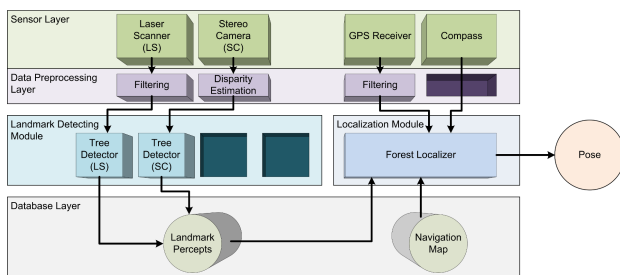 Sensor Layer
Laser
Scanner
(LS)
Stereo
Camera
(SC)
GPS Receiver
Compass
Data Preprocessing
Layer
Filtering
Disparity
Estimation
Filtering
Landmark Detecting
Module
Tree
Detector
(LS)
Tree
Detector
(SC)
Localization Module
Forest Localizer
Pose
Database Layer
Landmark
Percepts
Navigation
Map